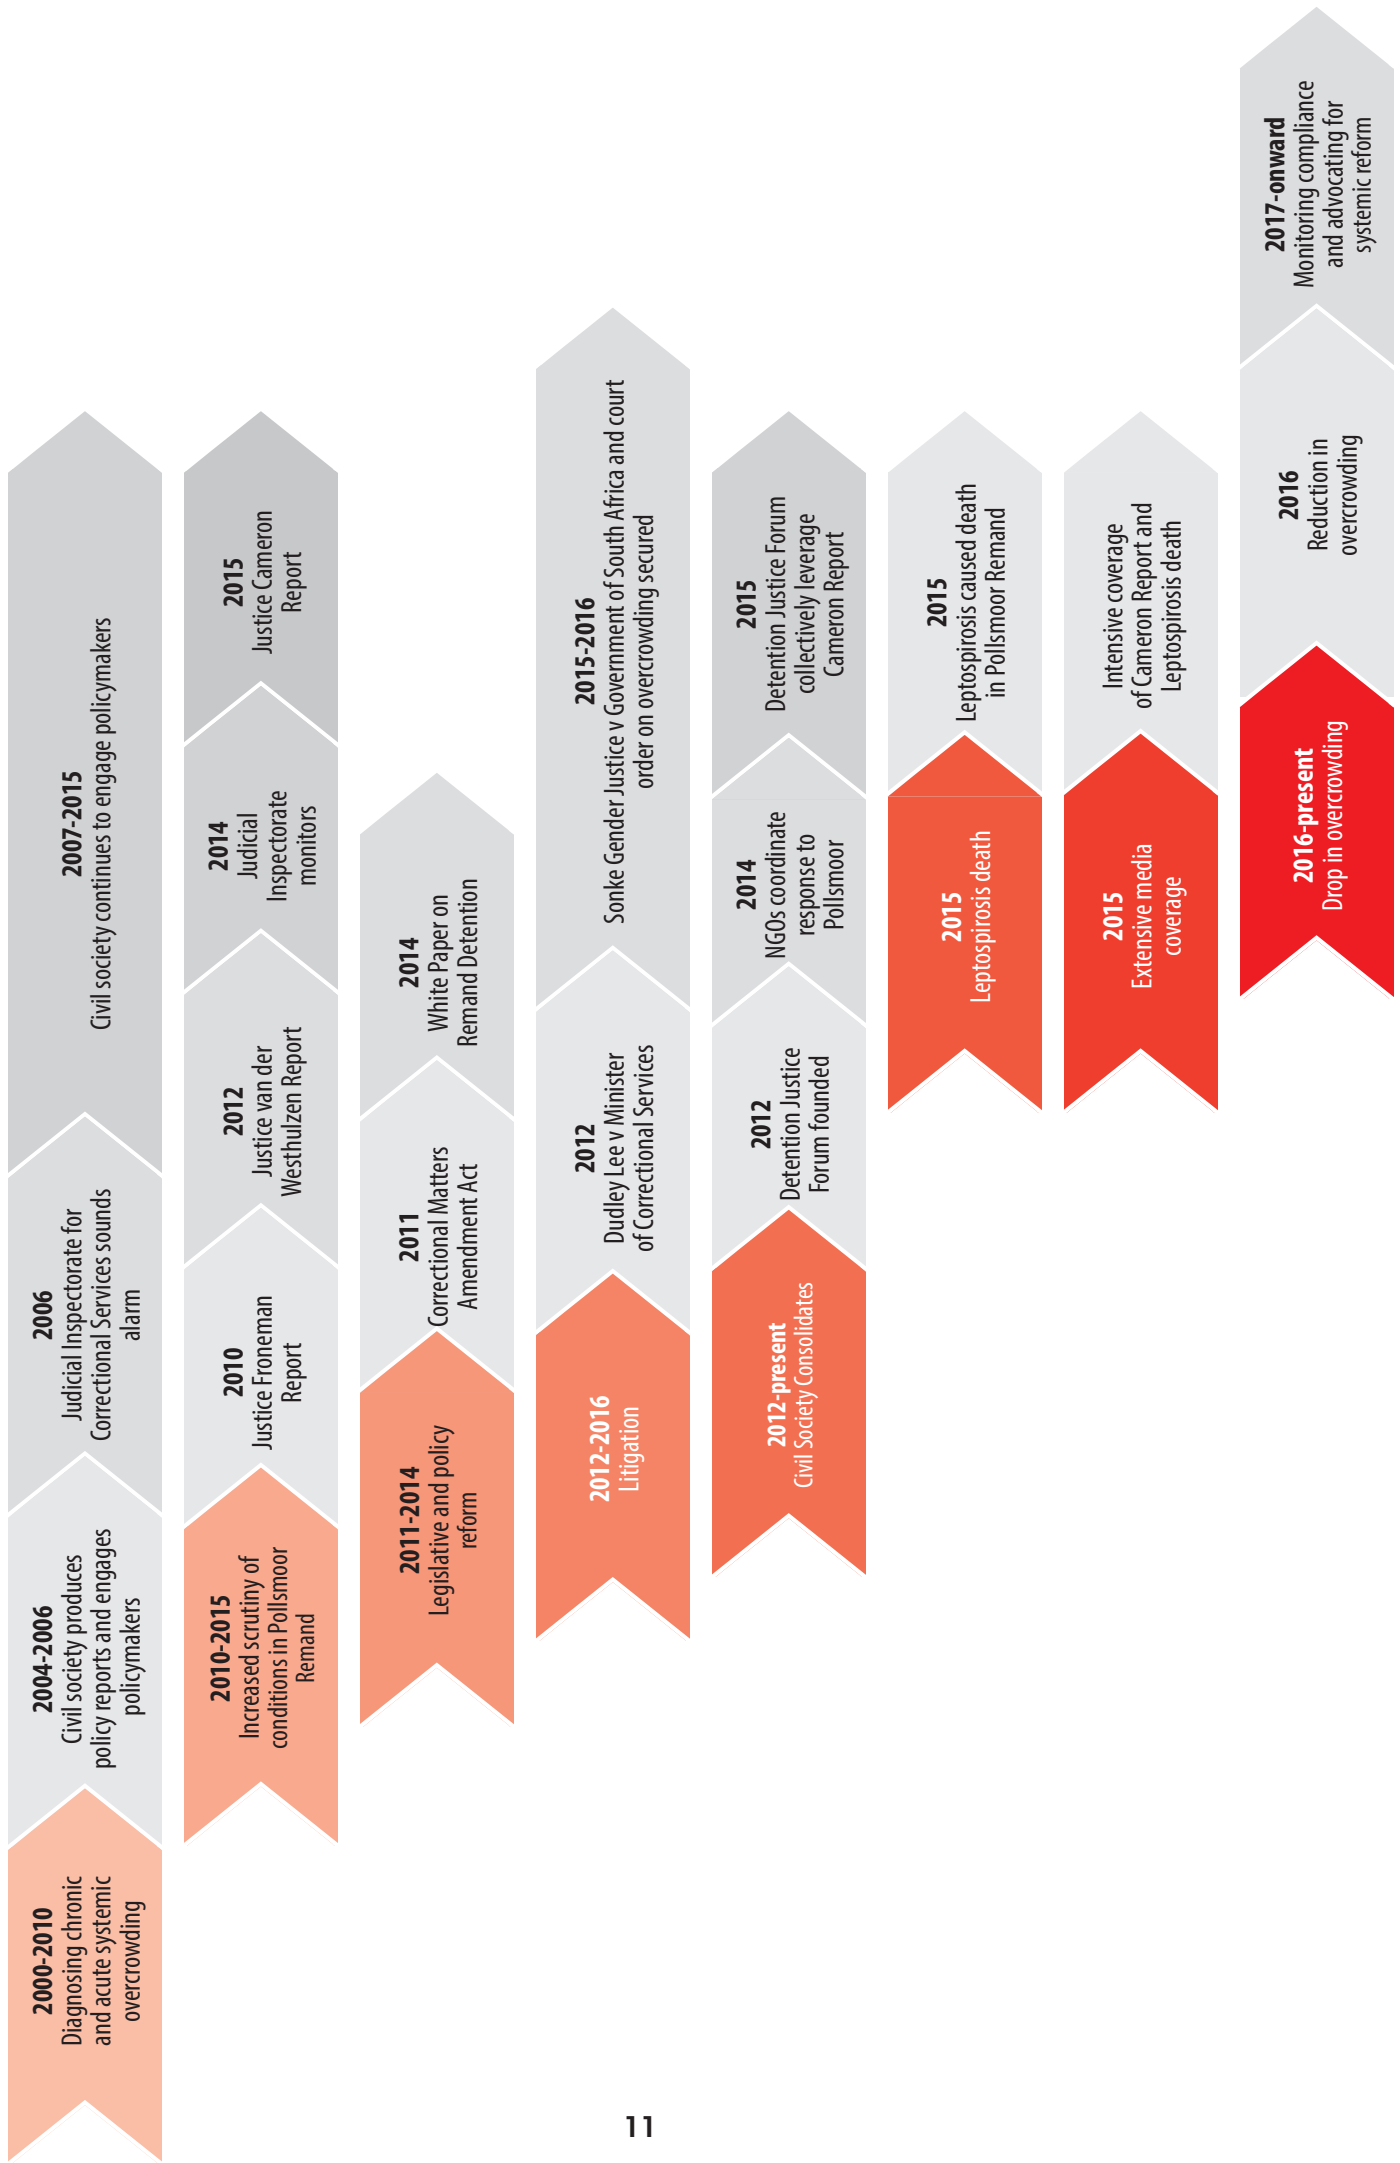 2000-2010
Diagnosing chronic
and acute systemic
overcrowding
2004-2006
Civil society produces
policy reports and engages
policymakers
2006
Judicial Inspectorate for
Correctional Services sounds
alarm
2007-2015
Civil society continues to engage policymakers
2010-2015
Increased scrutiny of
conditions in Pollsmoor
Remand
2010
Justice Froneman
Report
2012
Justice van der
Westhulzen Report
2014
Judicial
Inspectorate
monitors
2015
Justice Cameron
Report
2011-2014
Legislative and policy
reform
2011
Correctional Matters
Amendment Act
2014
White Paper on
Remand Detention
2012-2016
Litigation
2012
Dudley Lee v Minister
of Correctional Services
2015-2016
Sonke Gender Justice v Government of South Africa and court
order on overcrowding secured
2012-present
Civil Society Consolidates
2012
Detention Justice
Forum founded
2014
NGOs coordinate
response to
Pollsmoor
2015
Detention Justice Forum
collectively leverage
Cameron Report
2015
Leptospirosis death
2015
Leptospirosis caused death
in Pollsmoor Remand
2015
Extensive media
coverage
Intensive coverage
of Cameron Report and
Leptospirosis death
2016-present
Drop in overcrowding
2016
Reduction in
overcrowding
2017-onward
Monitoring compliance
and advocating for
systemic reform
11